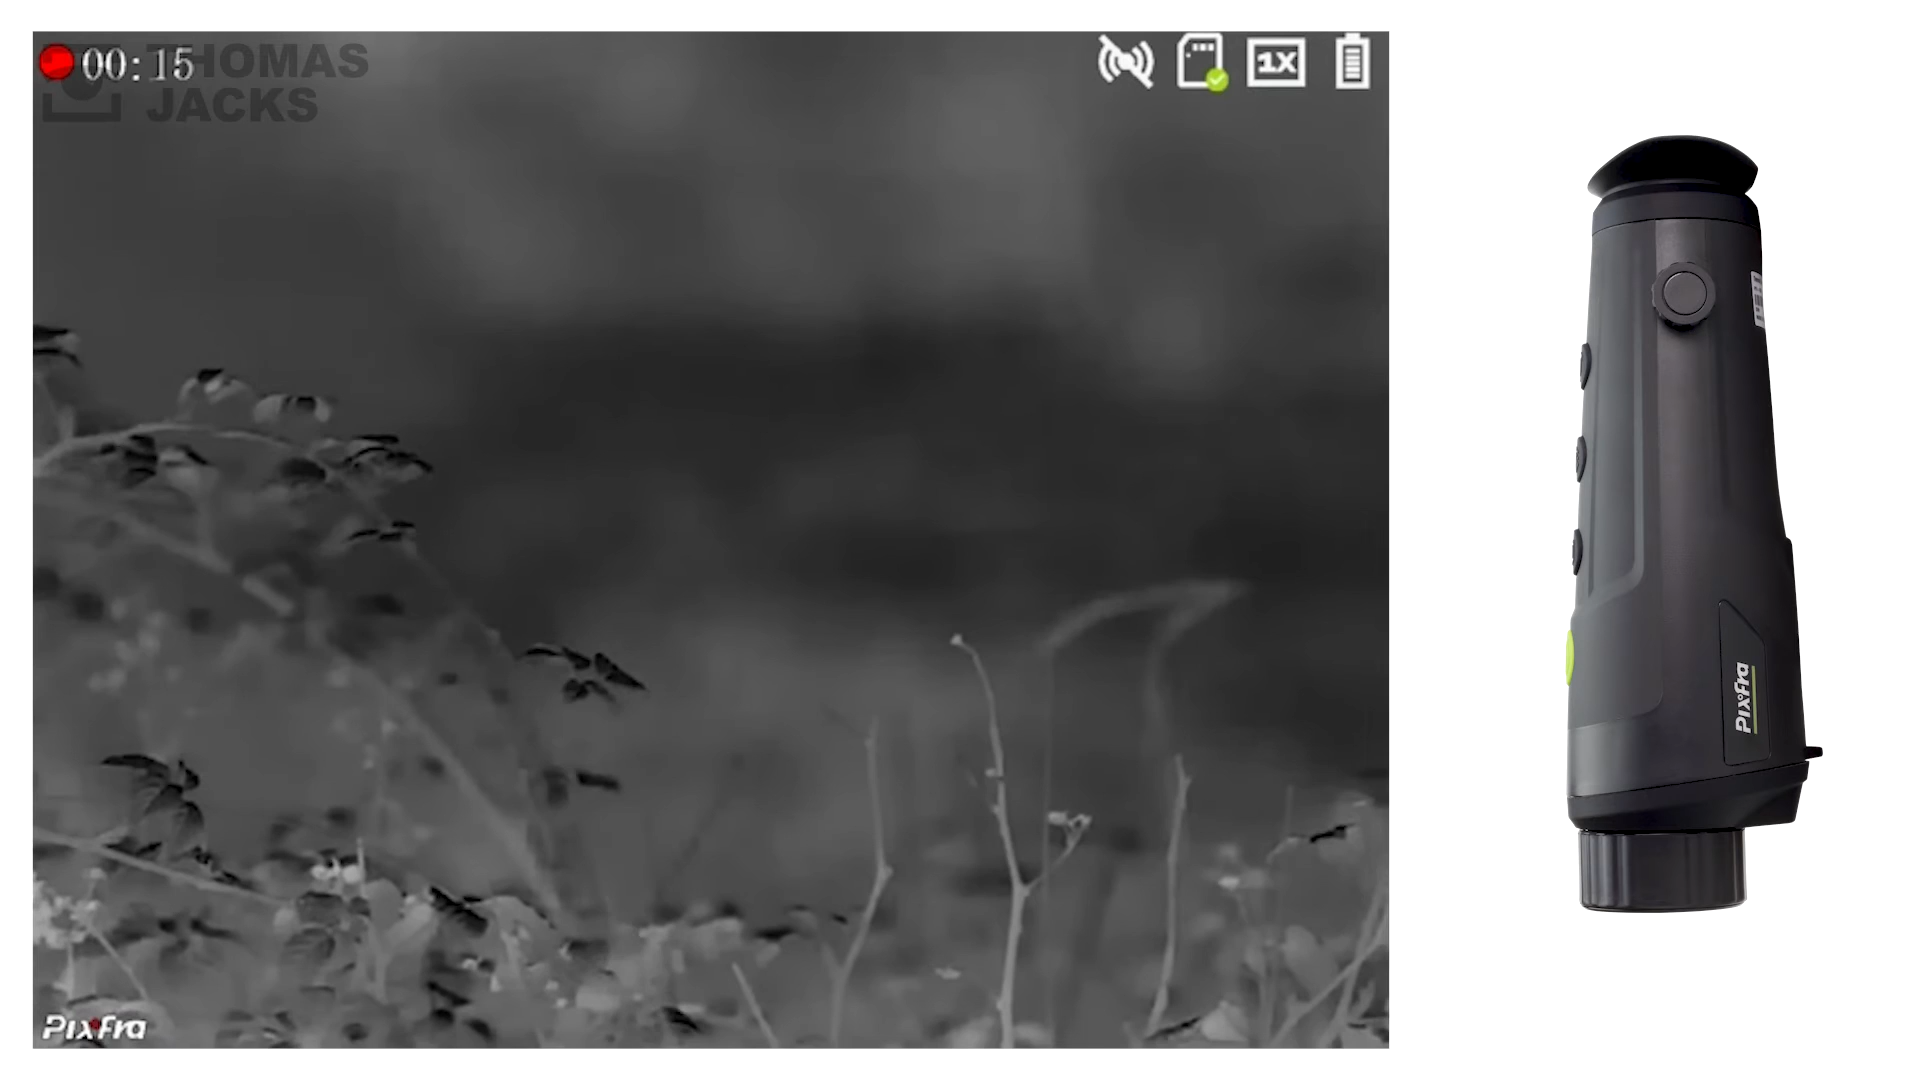 00:15
THOMAS
JACKS
1X
Pixfra
Pixfra